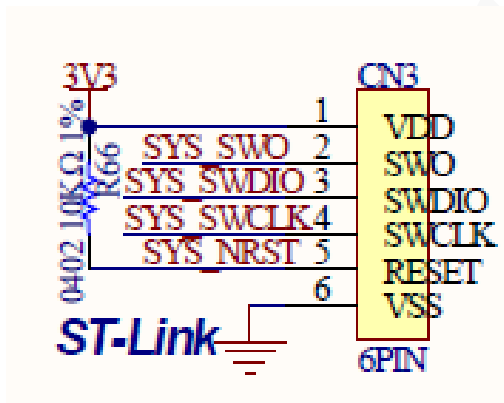 3V3
CN3
1 VDD
SYS_SWO 2 SWO
SYS_SWDIO 3 SWDIO
SYS_SWCLK 4 SWCLK
SYS_NRST 5 RESET
6 VSS
0402 10KΩ 1%
R66
ST-Link
6PIN